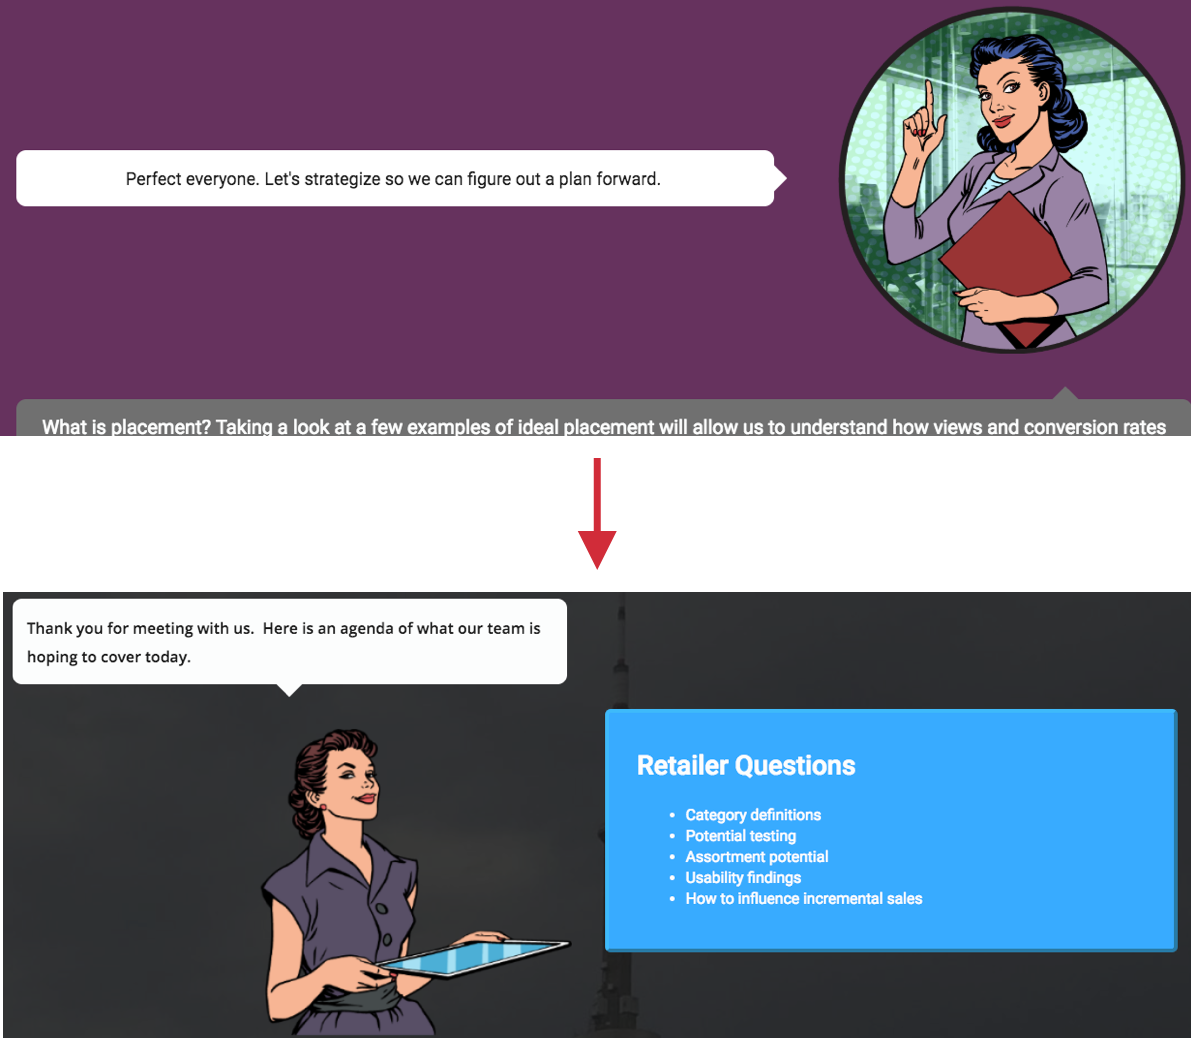 Perfect everyone. Let's strategize so we can figure out a plan forward.
What is placement? Taking a look at a few examples of ideal placement will allow us to understand how views and conversion rates
Thank you for meeting with us.  Here is an agenda of what our team is
hoping to cover today.
Retailer Questions
• Category definitions
• Potential testing
• Assortment potential
• Usability findings
• How to influence incremental sales